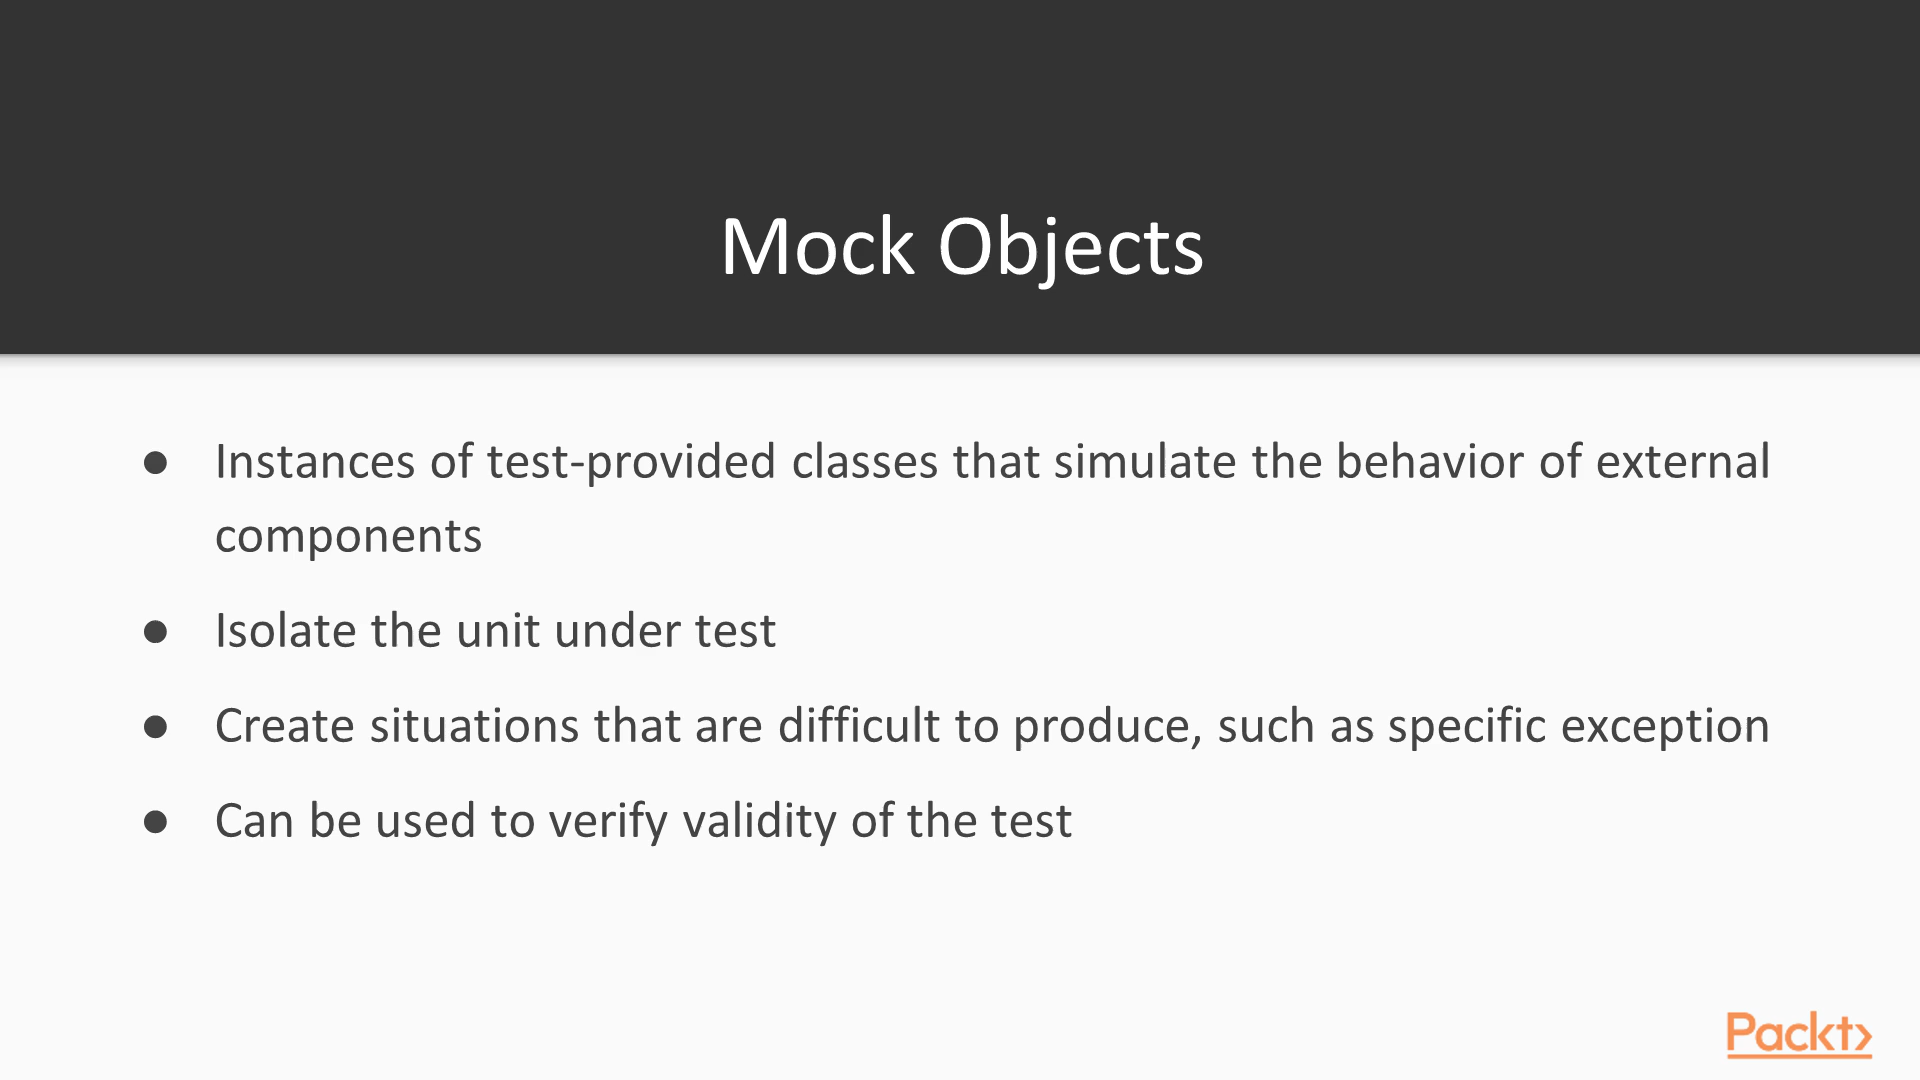 Mock Objects
● Instances of test-provided classes that simulate the behavior of external
components
● Isolate the unit under test
● Create situations that are difficult to produce, such as specific exception
● Can be used to verify validity of the test
Packt>